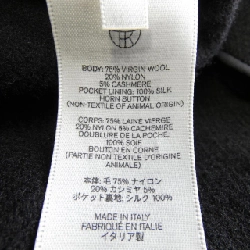 BODY: 75% VIRGIN WOOL
20% NYLON
5% CASHMERE
POCKET LINING: 100% SILK
HORN BUTTON
(NON-TEXTILE OF ANIMAL ORIGIN)
CORPS: 75% LAINE VIERGE
20% NYLON 5% CACHEMIRE
DOUBLURE DE LA POCHE:
100% SOIE
BOUTON EN CORNE
(PARTIE NON TEXTILE D'ORIGINE
ANIMALE)
本体: 毛 75% ナイロン
20% カシミヤ 5%
ポケット裏地: シルク 100%
MADE IN ITALY
FABRIQUÉ EN ITALIE
イタリア製